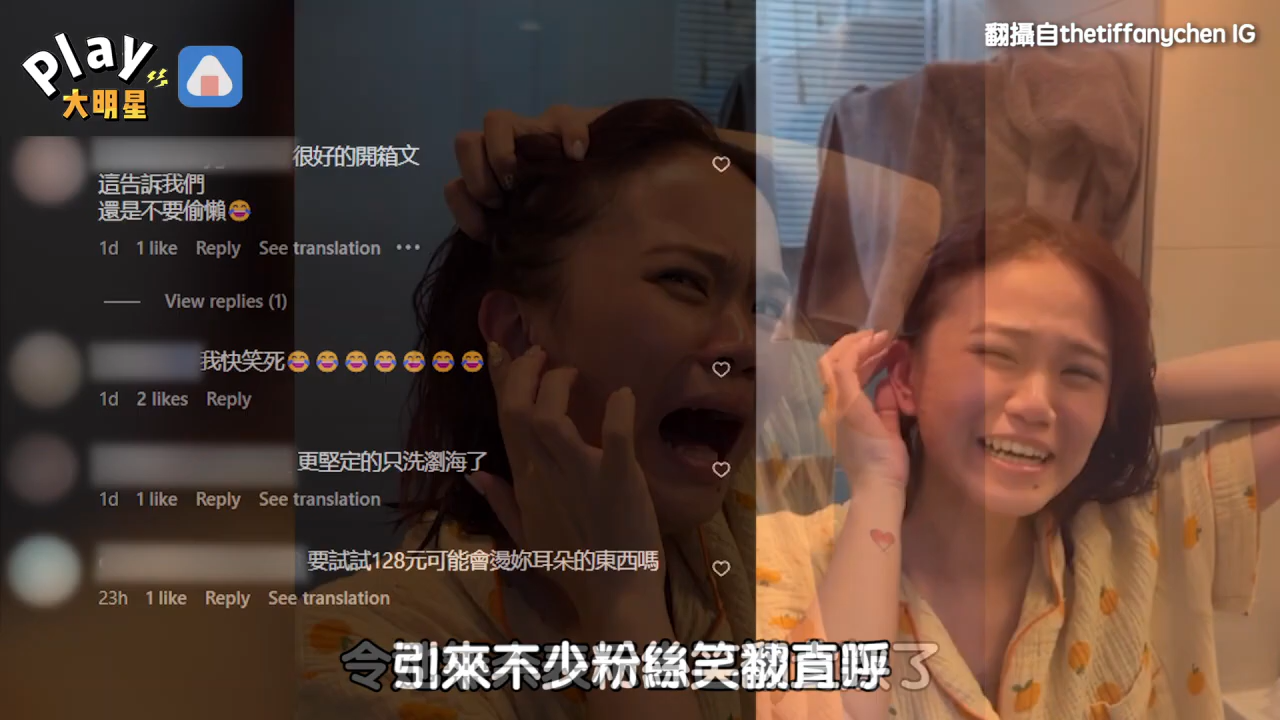 Play
大明星
翻攝自thetiffanychen IG
很好的開箱文
這告訴我們
還是不要偷懶😂
1d 1 like Reply See translation •••
View replies (1)
我快笑死😂😂😂😂😂😂😂
1d 2 likes Reply
更堅定的只洗瀏海了
1d 1 like Reply See translation
要試試128元可能會燙妳耳朵的東西嗎
23h 1 like Reply See translation
引來不少粉絲笑翻直呼